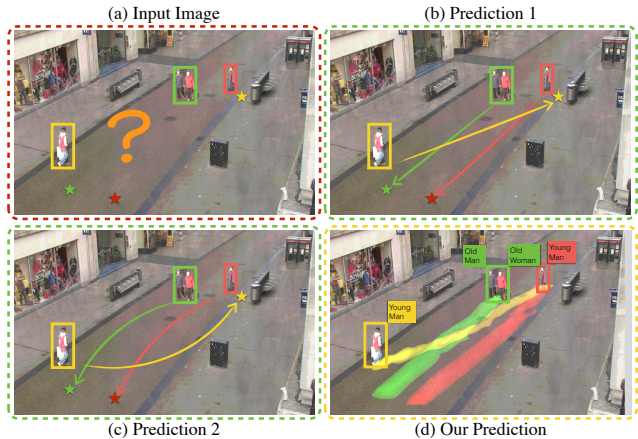 (a) Input Image
(b) Prediction 1
?
Old Man
Old Woman
Young Man
Young Man
(c) Prediction 2
(d) Our Prediction